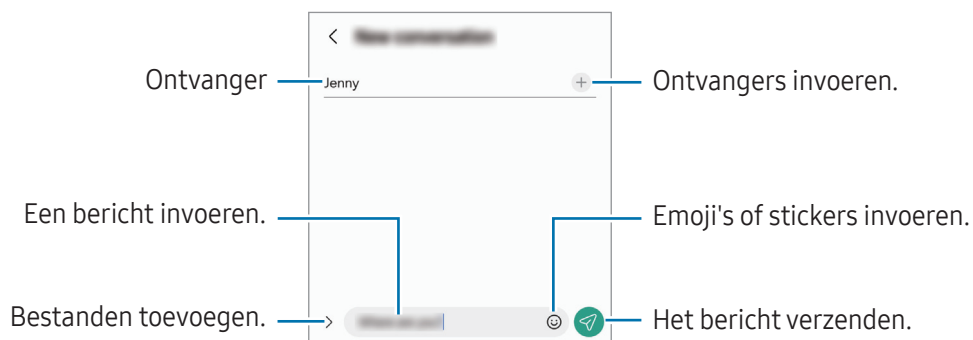 Ontvanger
Jenny
Ontvangers invoeren.
Een bericht invoeren.
Emoji's of stickers invoeren.
Bestanden toevoegen.
Het bericht verzenden.